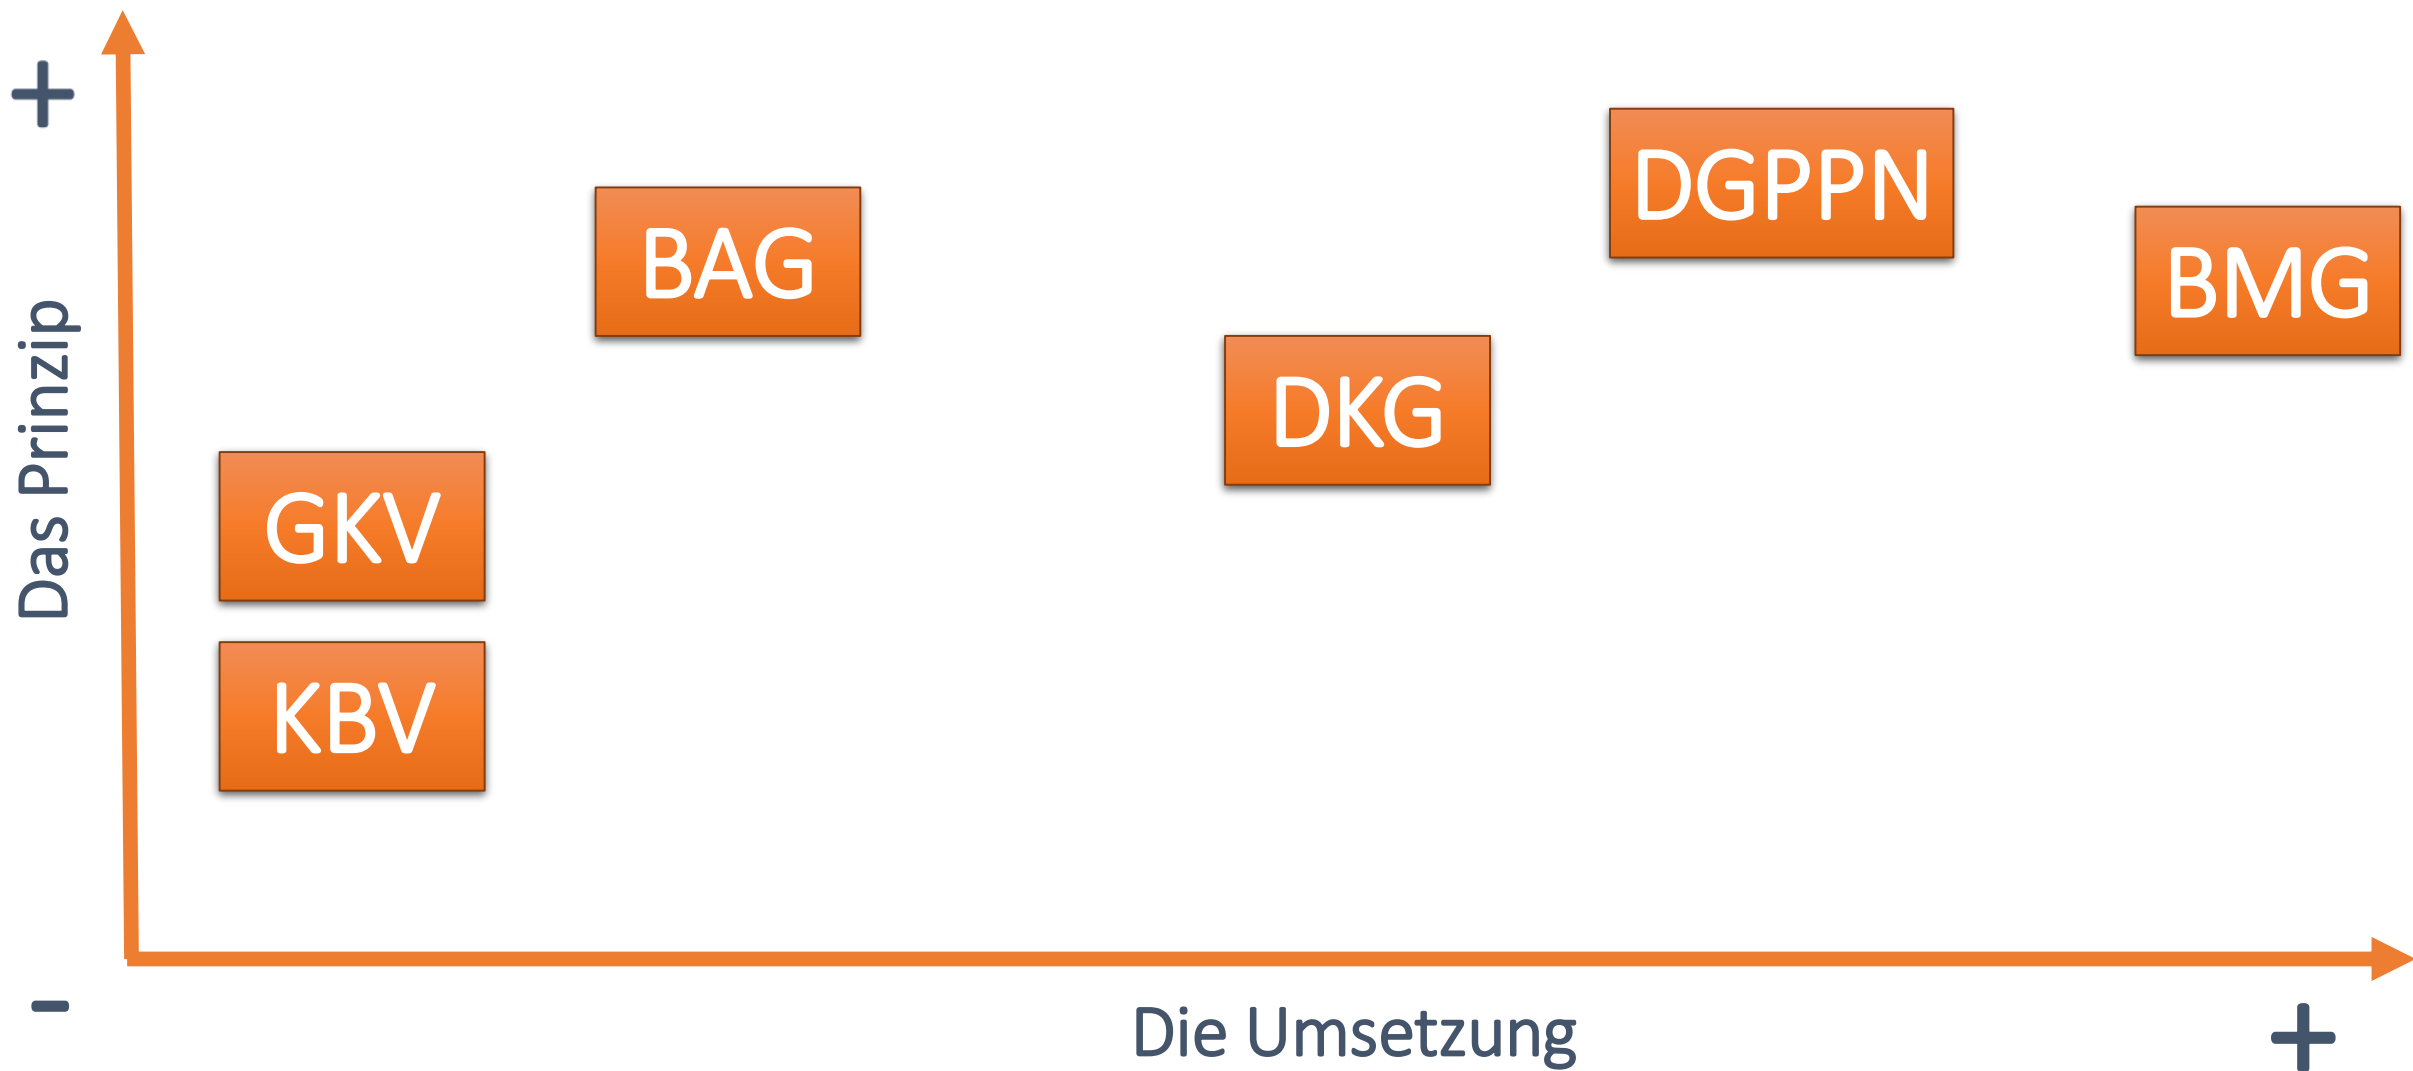 +
DGPPN
BAG
BMG
DKG
Das Prinzip
GKV
KBV
-
Die Umsetzung
+